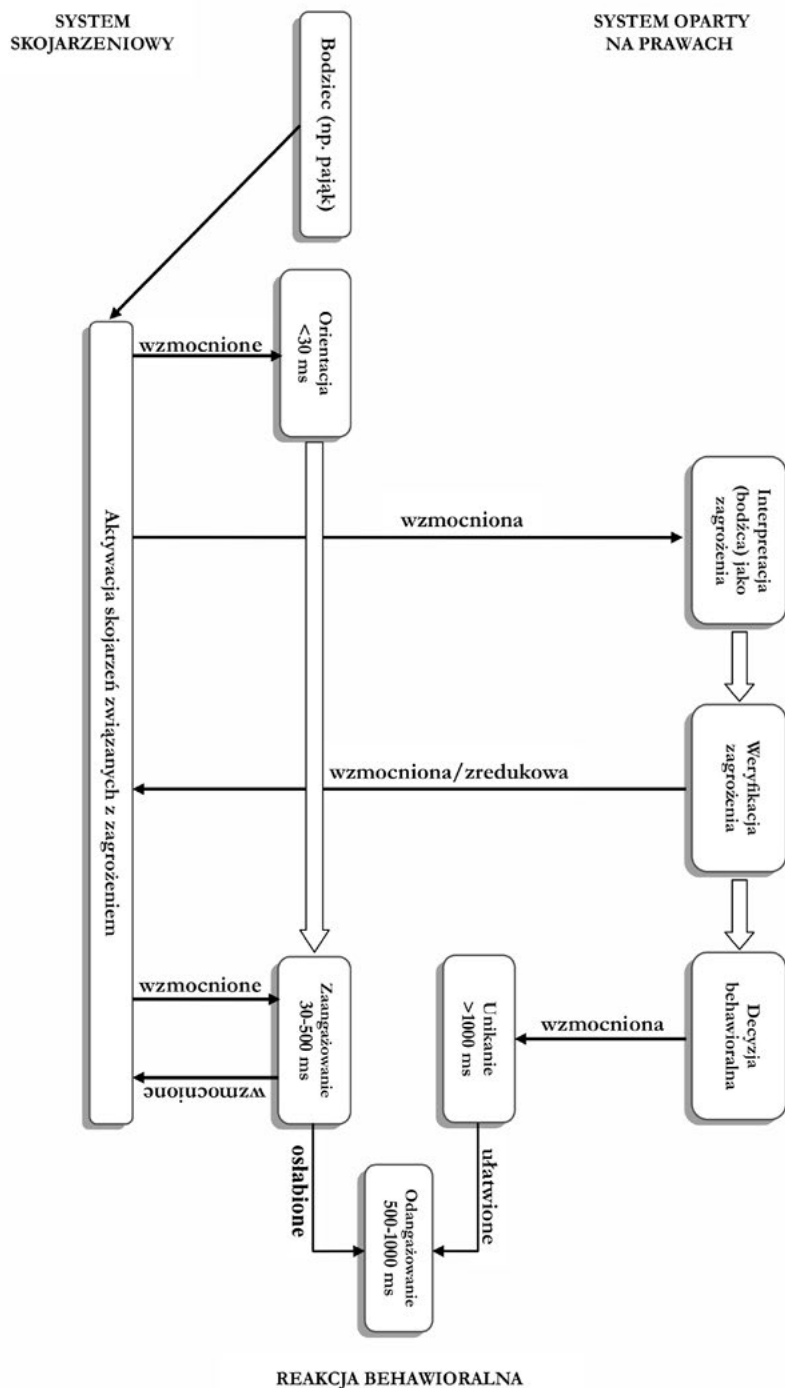 SYSTEM
SKOJARZENIOWY
SYSTEM OPARTY
NA PRAWACH
Bodziec (np. pająk)
Orientacja
<30 ms
wzmocnione
Interpretacja
(bodźca) jako
zagrożenia
wzmocniona
Aktywacja skojarzeń związanych z zagrożeniem
Weryfikacja
zagrożenia
wzmocniona/zredukowa
Zaangażowanie
30-500 ms
wzmocnione
wzmocnione
Unikanie
>1000 ms
wzmocniona
Decyzja
behawioralna
osłabione
ułatwione
Odangażowanie
500-1000 ms
REAKCJA BEHAWIORALNA